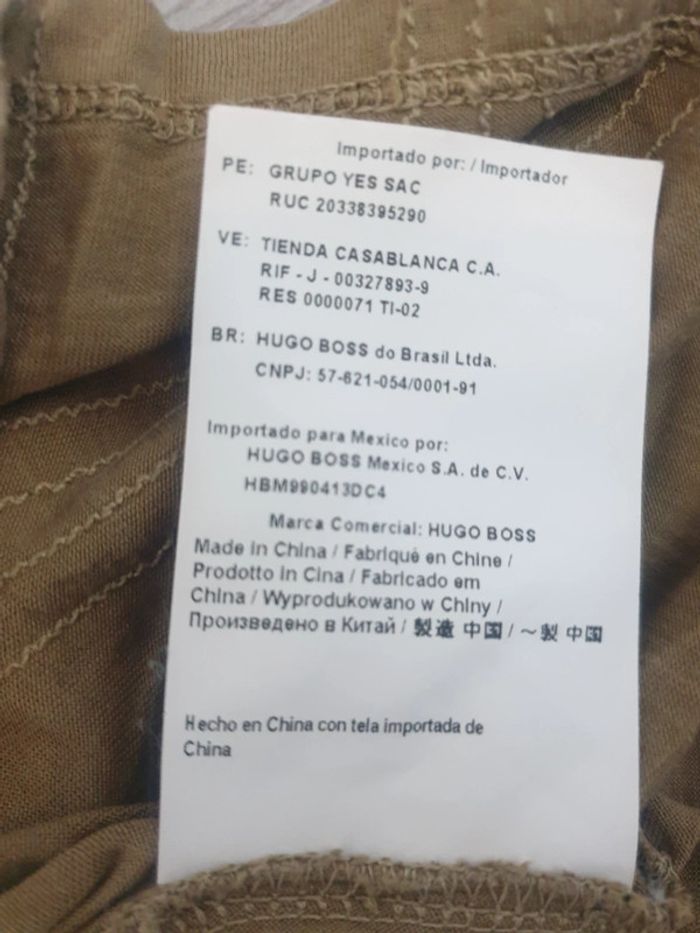 Importado por: / Importador
PE: GRUPO YES SAC
RUC 20338395290
VE: TIENDA CASABLANCA C.A.
RIF - J - 00327893-9
RES 0000071 TI-02
BR: HUGO BOSS do Brasil Ltda.
CNPJ: 57-621-054/0001-91
Importado para Mexico por:
HUGO BOSS Mexico S.A. de C.V.
HBM990413DC4
Marca Comercial: HUGO BOSS
Made in China / Fabriqué en Chine /
Prodotto in Cina / Fabricado em
China / Wyprodukowano w Chiny /
Произведено в Китай / 製造 中国 / ~製 中国
Hecho en China con tela importada de
China